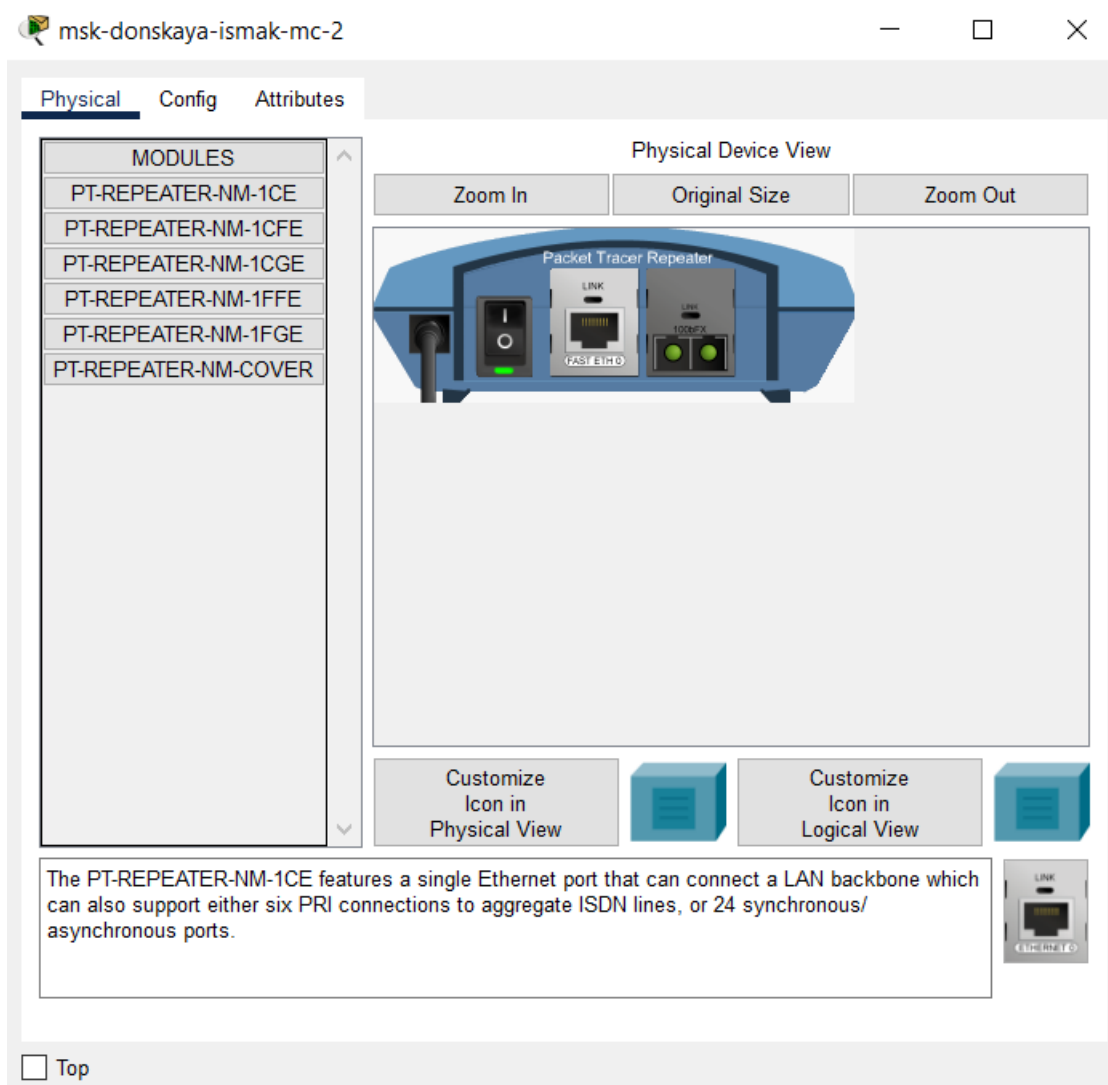 msk-donskaya-ismak-mc-2
Physical Config Attributes
MODULES
PT-REPEATER-NM-1CE
PT-REPEATER-NM-1CFE
PT-REPEATER-NM-1CGE
PT-REPEATER-NM-1FFE
PT-REPEATER-NM-1FGE
PT-REPEATER-NM-COVER
Physical Device View
Zoom In Original Size Zoom Out
Packet Tracer Repeater
LINK
FAST ETH 0
LINK
100bFX
Customize
Icon in
Physical View
Customize
Icon in
Logical View
The PT-REPEATER-NM-1CE features a single Ethernet port that can connect a LAN backbone which
can also support either six PRI connections to aggregate ISDN lines, or 24 synchronous/
asynchronous ports.
LINK
ETHERNET 0
Top